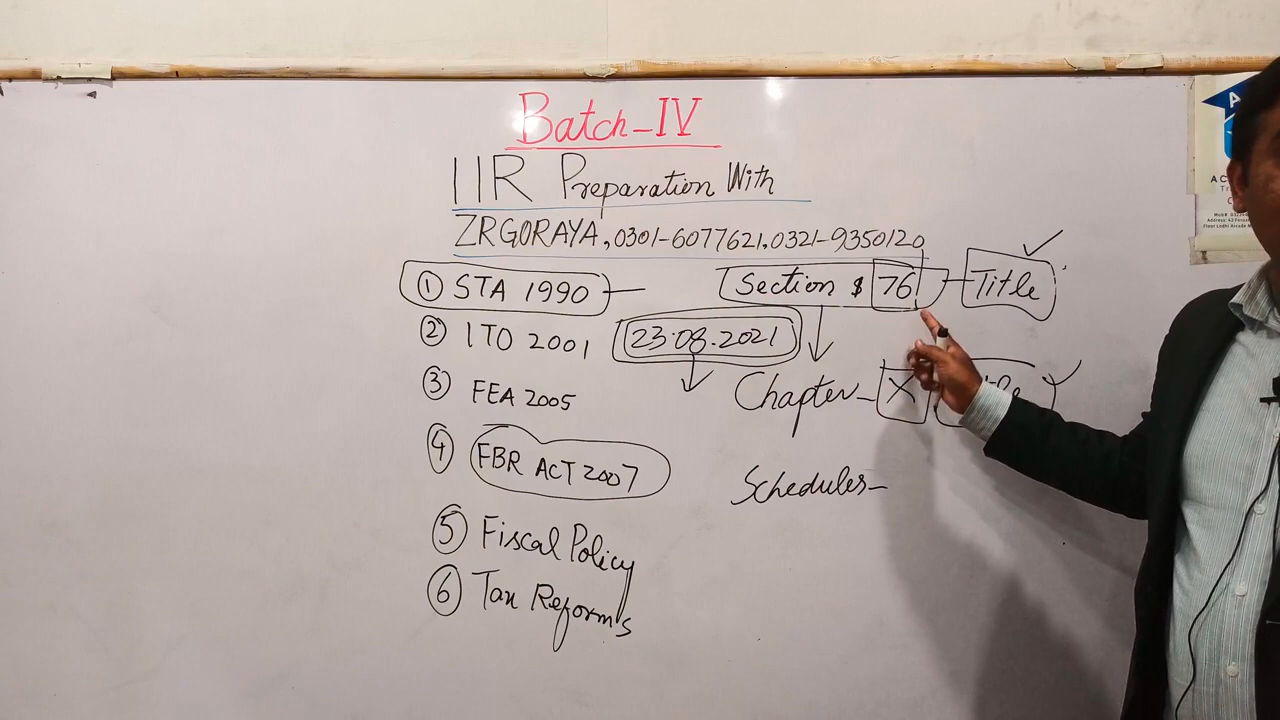 Batch-IV
IIR Preparation With
ZRGORAYA, 0301-6077621, 0321-9350120
① STA 1990
Section $ 76 Title
② ITO 2001
23.08.2021
Chapter - X
③ FEA 2005
④ FBR ACT 2007
Schedules-
⑤ Fiscal Policy
⑥ Tax Reforms